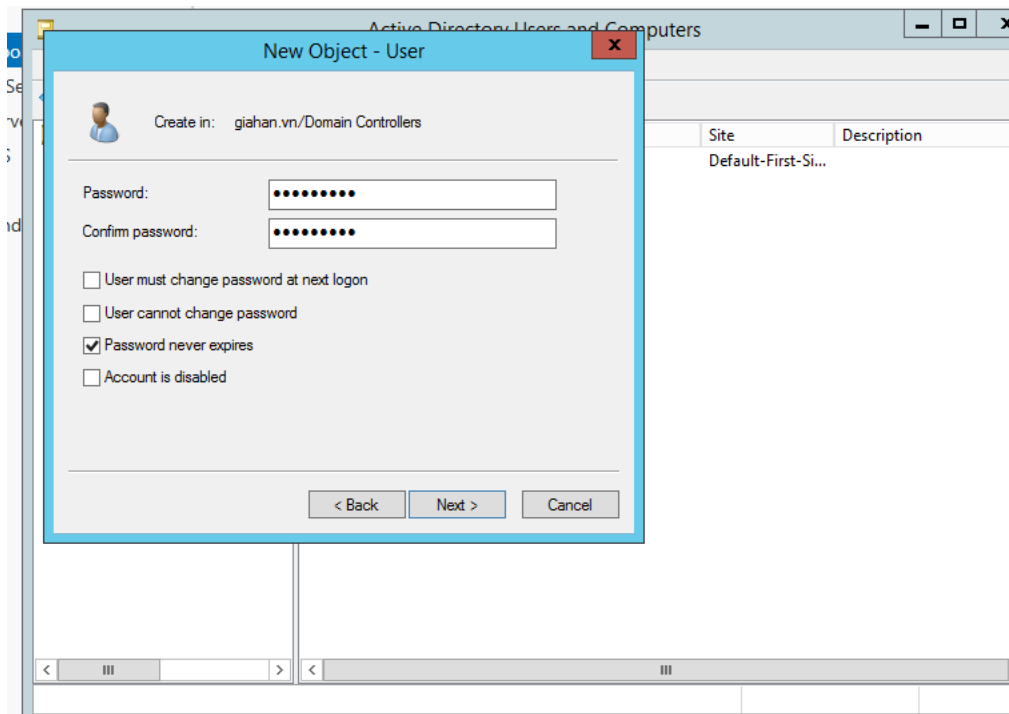 Active Directory Users and Computers
New Object - User
Create in: giahan.vn/Domain Controllers
Site Description
Default-First-Si...
Password:
Confirm password:
User must change password at next logon
User cannot change password
Password never expires
Account is disabled
< Back Next > Cancel